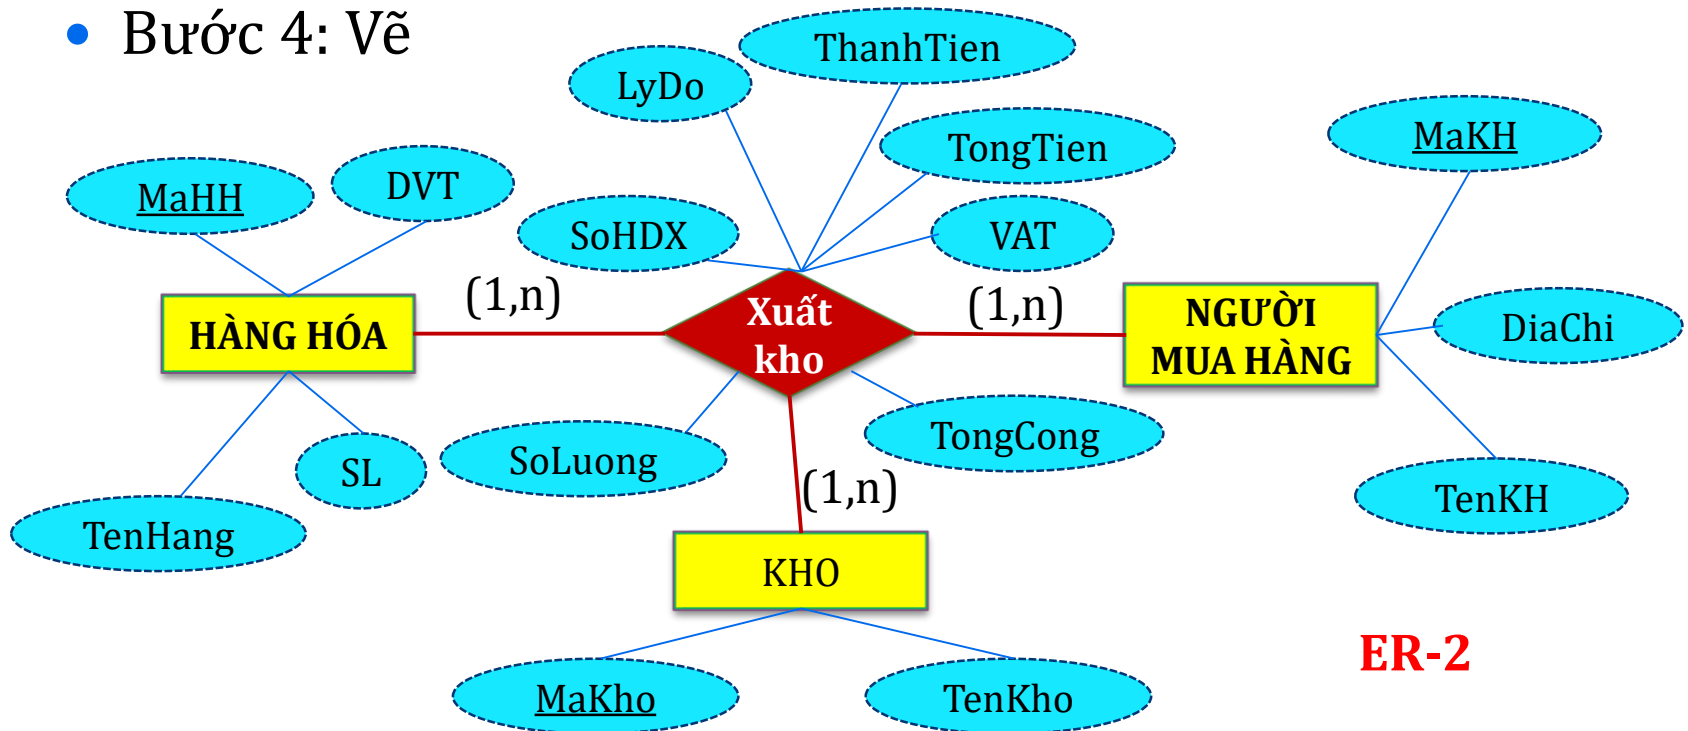 • Bước 4: Vẽ
ThanhTien
LyDo
TongTien
MaKH
MaHH
DVT
SoHDX
VAT
(1,n)
(1,n)
HÀNG HÓA
Xuất
kho
NGƯỜI
MUA HÀNG
DiaChi
SoLuong
TongCong
SL
(1,n)
TenKH
TenHang
KHO
ER-2
MaKho
TenKho